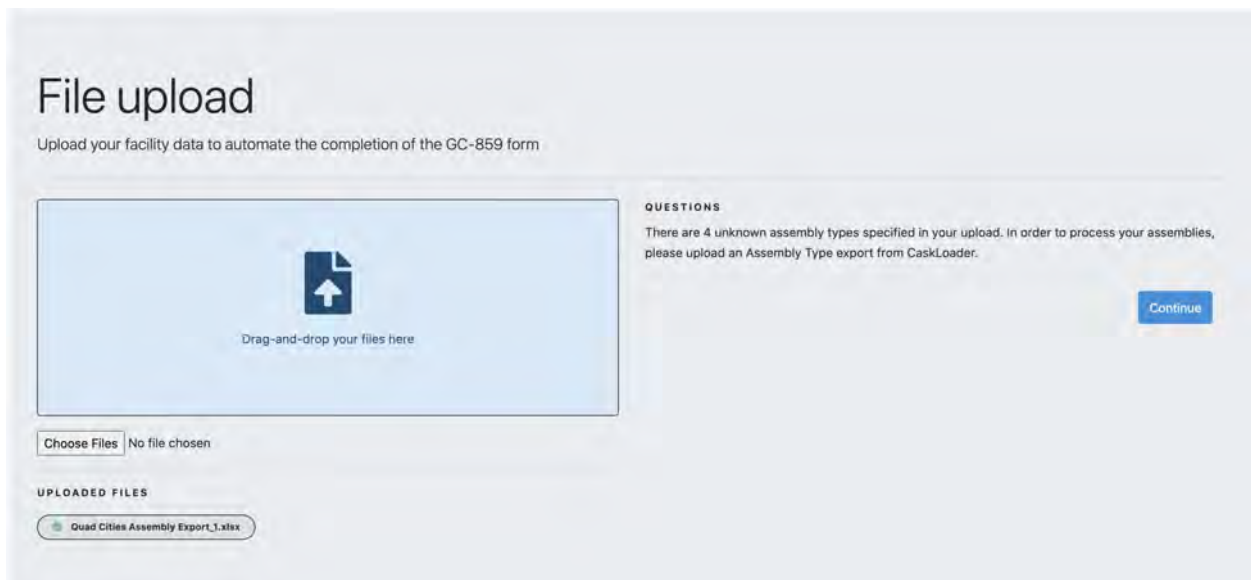 File upload
Upload your facility data to automate the completion of the GC-859 form
Drag-and-drop your files here
Choose Files No file chosen
UPLOADED FILES
Quad Cities Assembly Export_1.xlsx
QUESTIONS
There are 4 unknown assembly types specified in your upload. In order to process your assemblies,
please upload an Assembly Type export from CaskLoader.
Continue